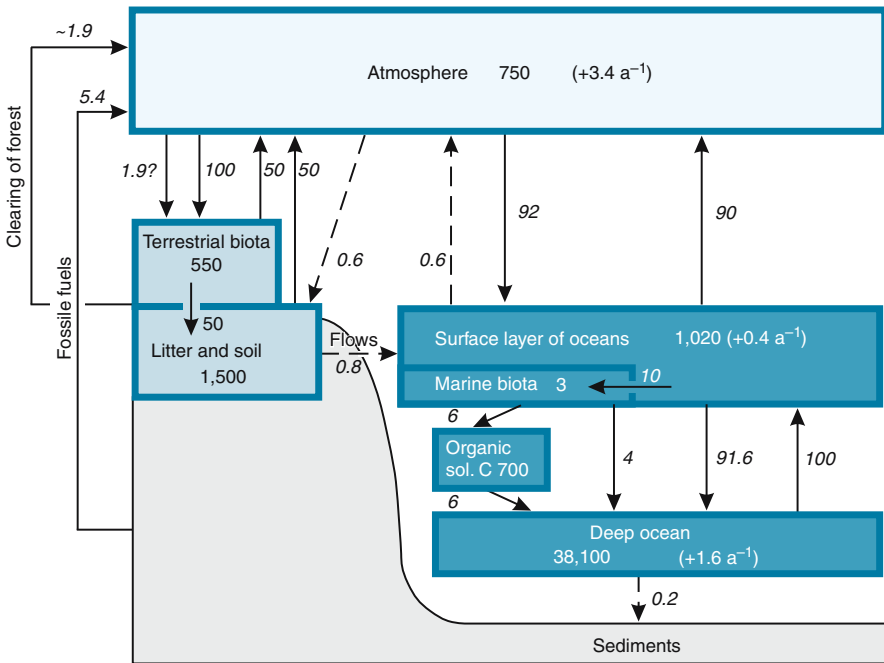 ~1.9
Atmosphere 750 (+3.4 a⁻¹)
5.4
Clearing of forest
Fossile fuels
1.9?
100
50
50
0.6
0.6
92
90
Terrestrial biota
550
50
Litter and soil
1,500
Flows
0.8
Surface layer of oceans 1,020 (+0.4 a⁻¹)
Marine biota 3
10
6
Organic
sol. C 700
6
4
91.6
100
Deep ocean
38,100 (+1.6 a⁻¹)
0.2
Sediments